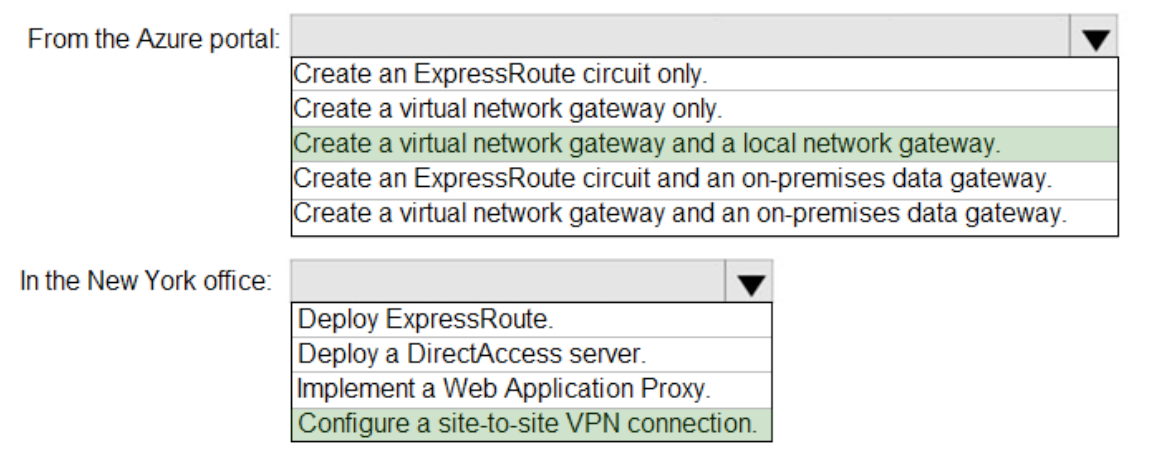 From the Azure portal:
Create an ExpressRoute circuit only.
Create a virtual network gateway only.
Create a virtual network gateway and a local network gateway.
Create an ExpressRoute circuit and an on-premises data gateway.
Create a virtual network gateway and an on-premises data gateway.
In the New York office:
Deploy ExpressRoute.
Deploy a DirectAccess server.
Implement a Web Application Proxy.
Configure a site-to-site VPN connection.